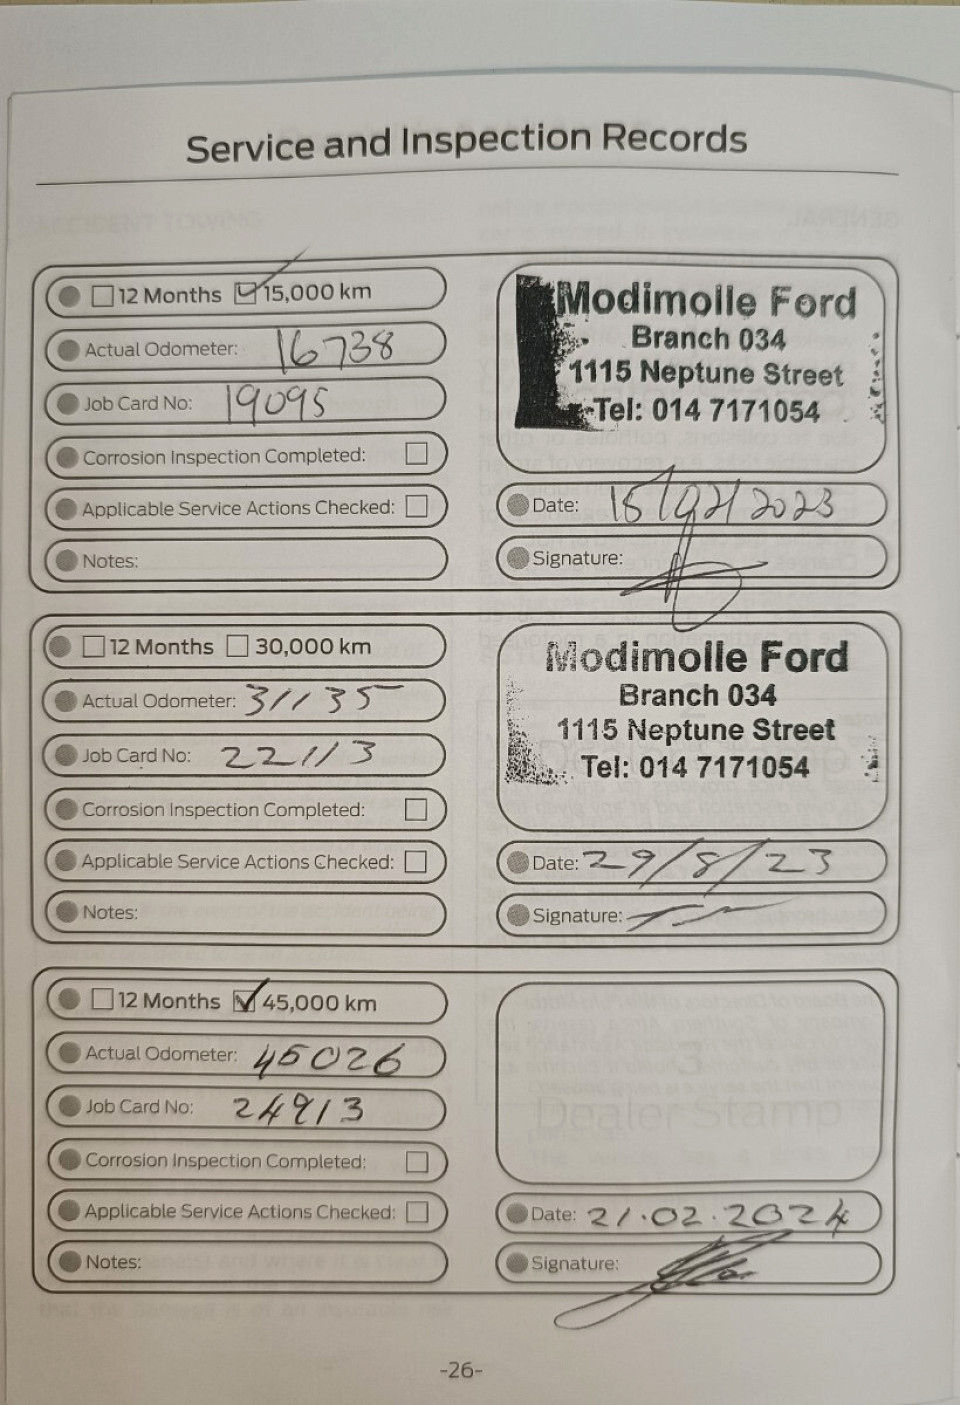 Service and Inspection Records
12 Months 15,000 km
Actual Odometer: 16738
Job Card No: 19095
Corrosion Inspection Completed:
Applicable Service Actions Checked:
Notes:
Modimolle Ford
Branch 034
1115 Neptune Street
Tel: 014 7171054
Date: 15/02/2023
Signature:
12 Months 30,000 km
Actual Odometer: 31135
Job Card No: 22113
Corrosion Inspection Completed:
Applicable Service Actions Checked:
Notes:
Modimolle Ford
Branch 034
1115 Neptune Street
Tel: 014 7171054
Date: 29/8/23
Signature:
12 Months 45,000 km
Actual Odometer: 45026
Job Card No: 24913
Corrosion Inspection Completed:
Applicable Service Actions Checked:
Notes:
Dealer Stamp
Date: 21.02.2024
Signature:
-26-